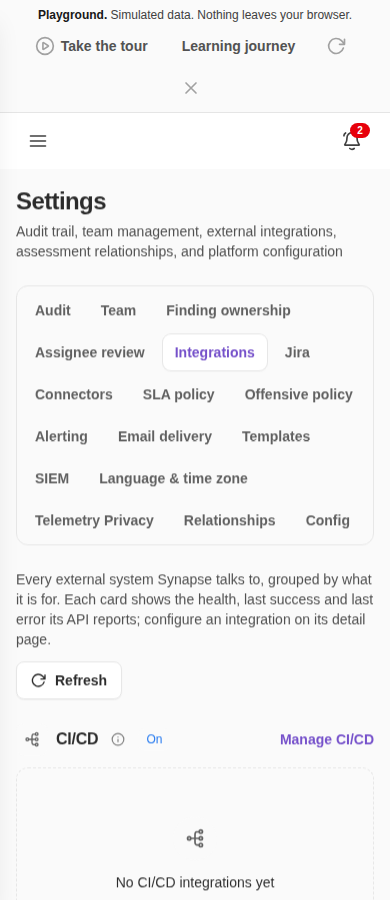 Playground. Simulated data. Nothing leaves your browser.
Take the tour Learning journey
2
Settings
Audit trail, team management, external integrations,
assessment relationships, and platform configuration
Audit Team Finding ownership
Assignee review Integrations Jira
Connectors SLA policy Offensive policy
Alerting Email delivery Templates
SIEM Language & time zone
Telemetry Privacy Relationships Config
Every external system Synapse talks to, grouped by what
it is for. Each card shows the health, last success and last
error its API reports; configure an integration on its detail
page.
Refresh
CI/CD On Manage CI/CD
No CI/CD integrations yet